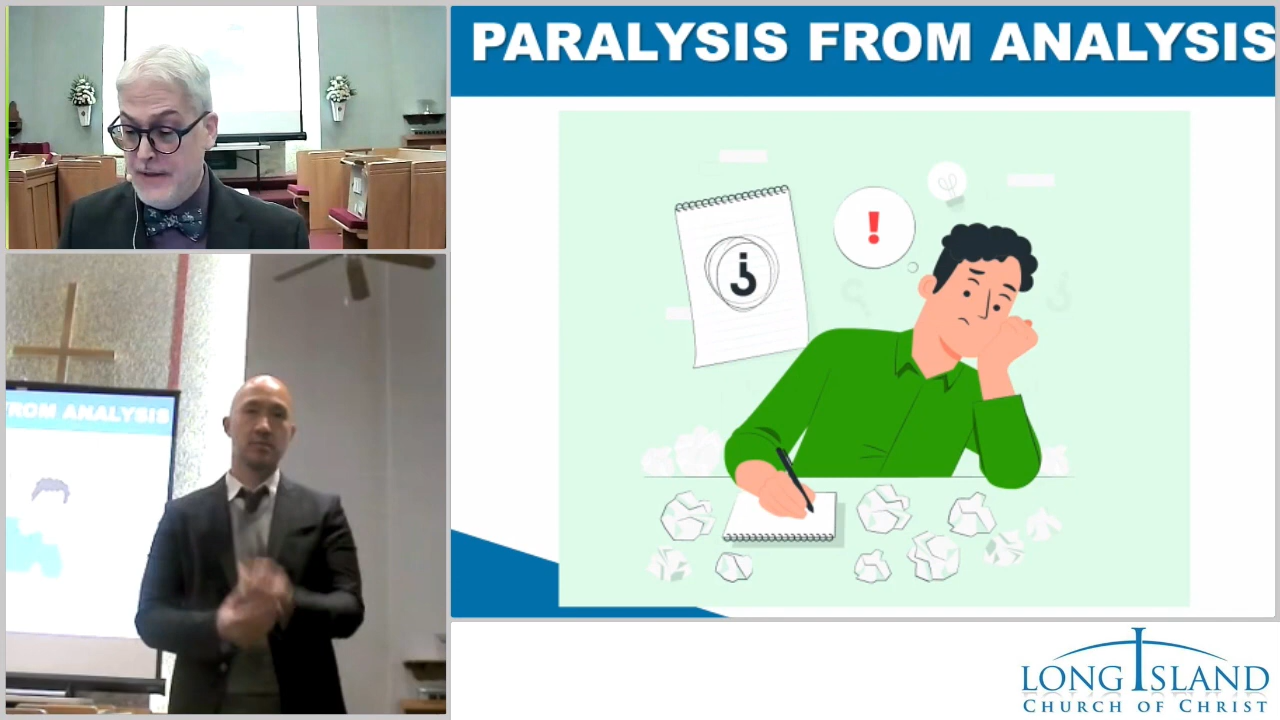 PARALYSIS FROM ANALYSIS
!
FROM ANALYSIS
LONG ISLAND
CHURCH OF CHRIST